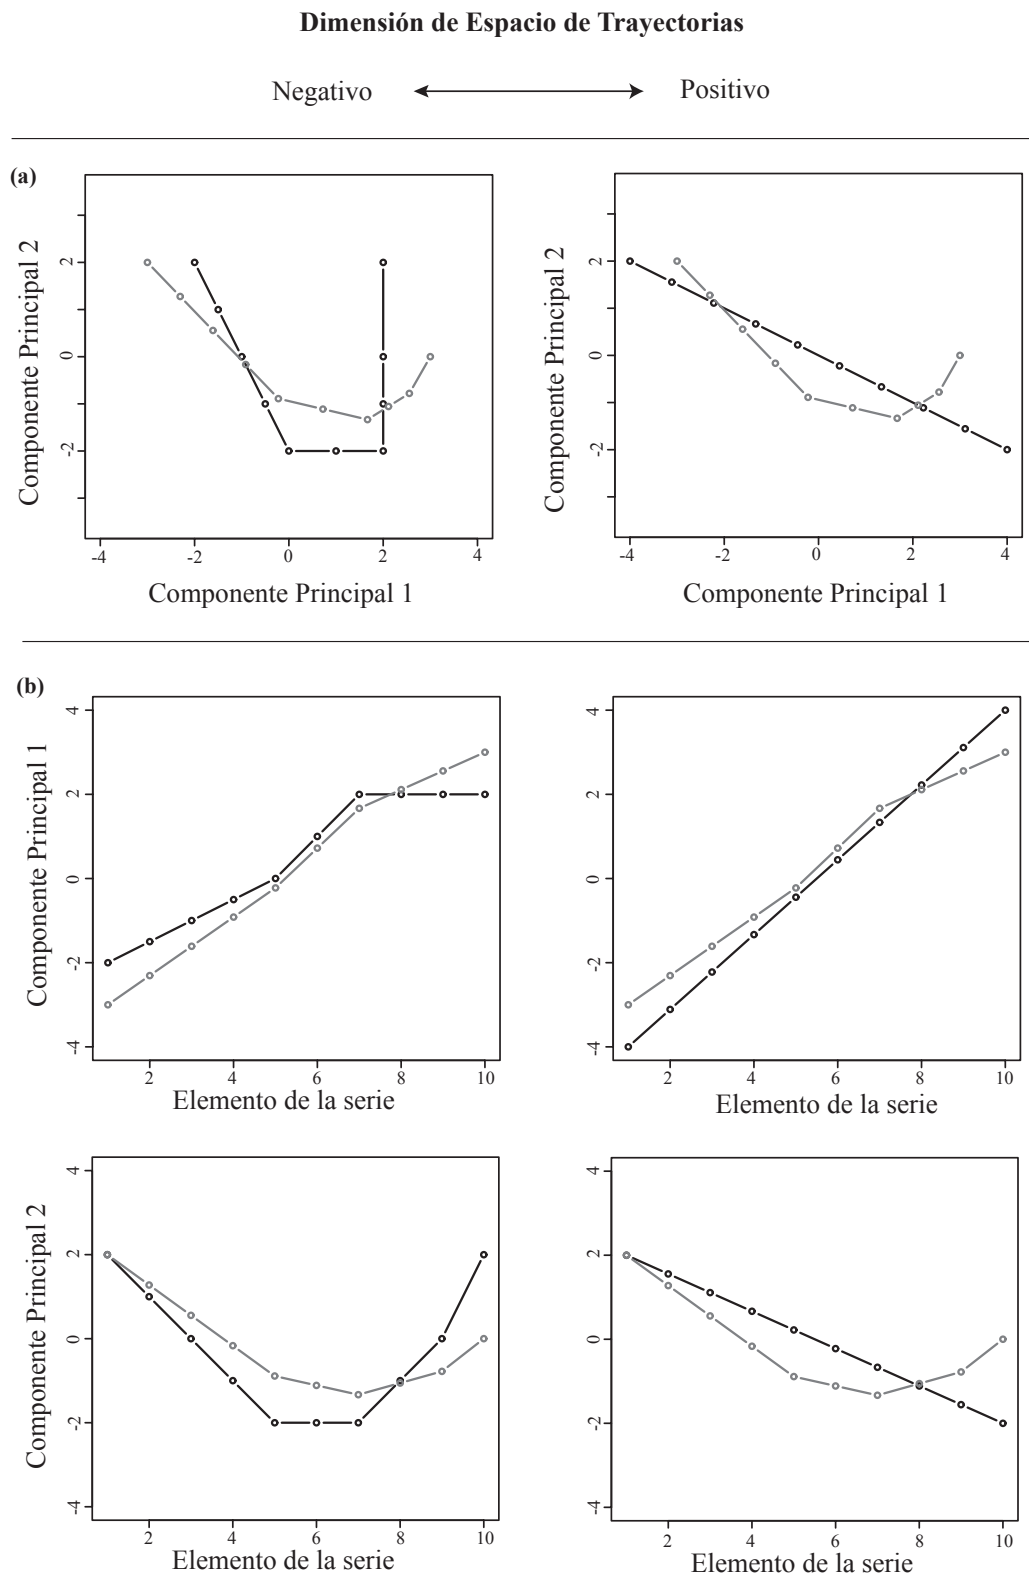 Dimensión de Espacio de Trayectorias
Negativo Positivo
(a)
Componente Principal 2
2
0
-2
-4 -2 0 2 4
Componente Principal 1
Componente Principal 2
2
0
-2
-4 -2 0 2 4
Componente Principal 1
(b)
Componente Principal 1
4
2
0
-2
-4
2 4 6 8 10
Elemento de la serie
4
2
0
-2
-4
2 4 6 8 10
Elemento de la serie
Componente Principal 2
4
2
0
-2
-4
2 4 6 8 10
Elemento de la serie
4
2
0
-2
-4
2 4 6 8 10
Elemento de la serie